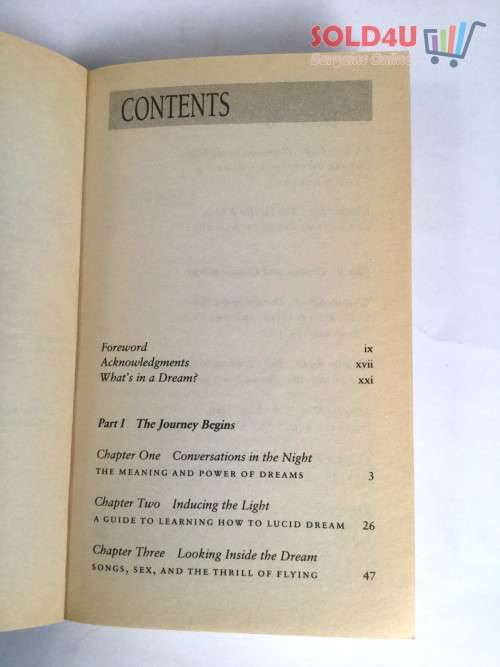 SOLD4U
Bargains Online
CONTENTS
Foreword ix
Acknowledgments xvii
What's in a Dream? xxi
Part I The Journey Begins
Chapter One Conversations in the Night
THE MEANING AND POWER OF DREAMS 3
Chapter Two Inducing the Light
A GUIDE TO LEARNING HOW TO LUCID DREAM 26
Chapter Three Looking Inside the Dream
SONGS, SEX, AND THE THRILL OF FLYING 47